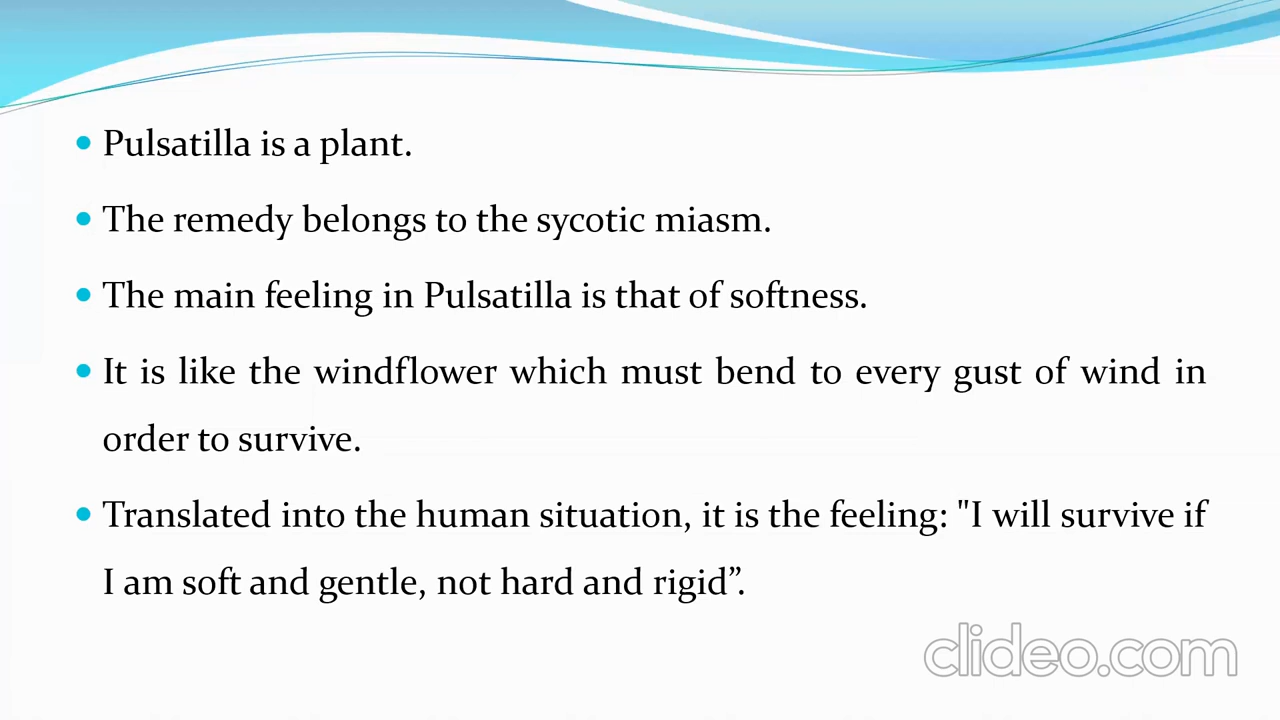 • Pulsatilla is a plant.
• The remedy belongs to the sycotic miasm.
• The main feeling in Pulsatilla is that of softness.
• It is like the windflower which must bend to every gust of wind in
order to survive.
• Translated into the human situation, it is the feeling: "I will survive if
I am soft and gentle, not hard and rigid”.
clideo.com